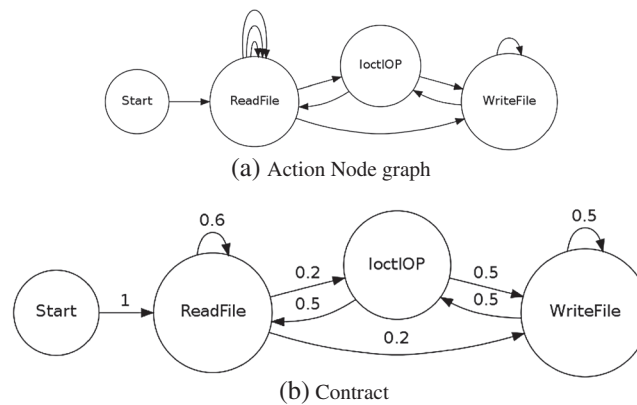 IoctlOP
Start
ReadFile
WriteFile
(a) Action Node graph
0.6
0.5
IoctlOP
0.2
0.5
1
0.5
0.5
Start
ReadFile
WriteFile
0.2
(b) Contract